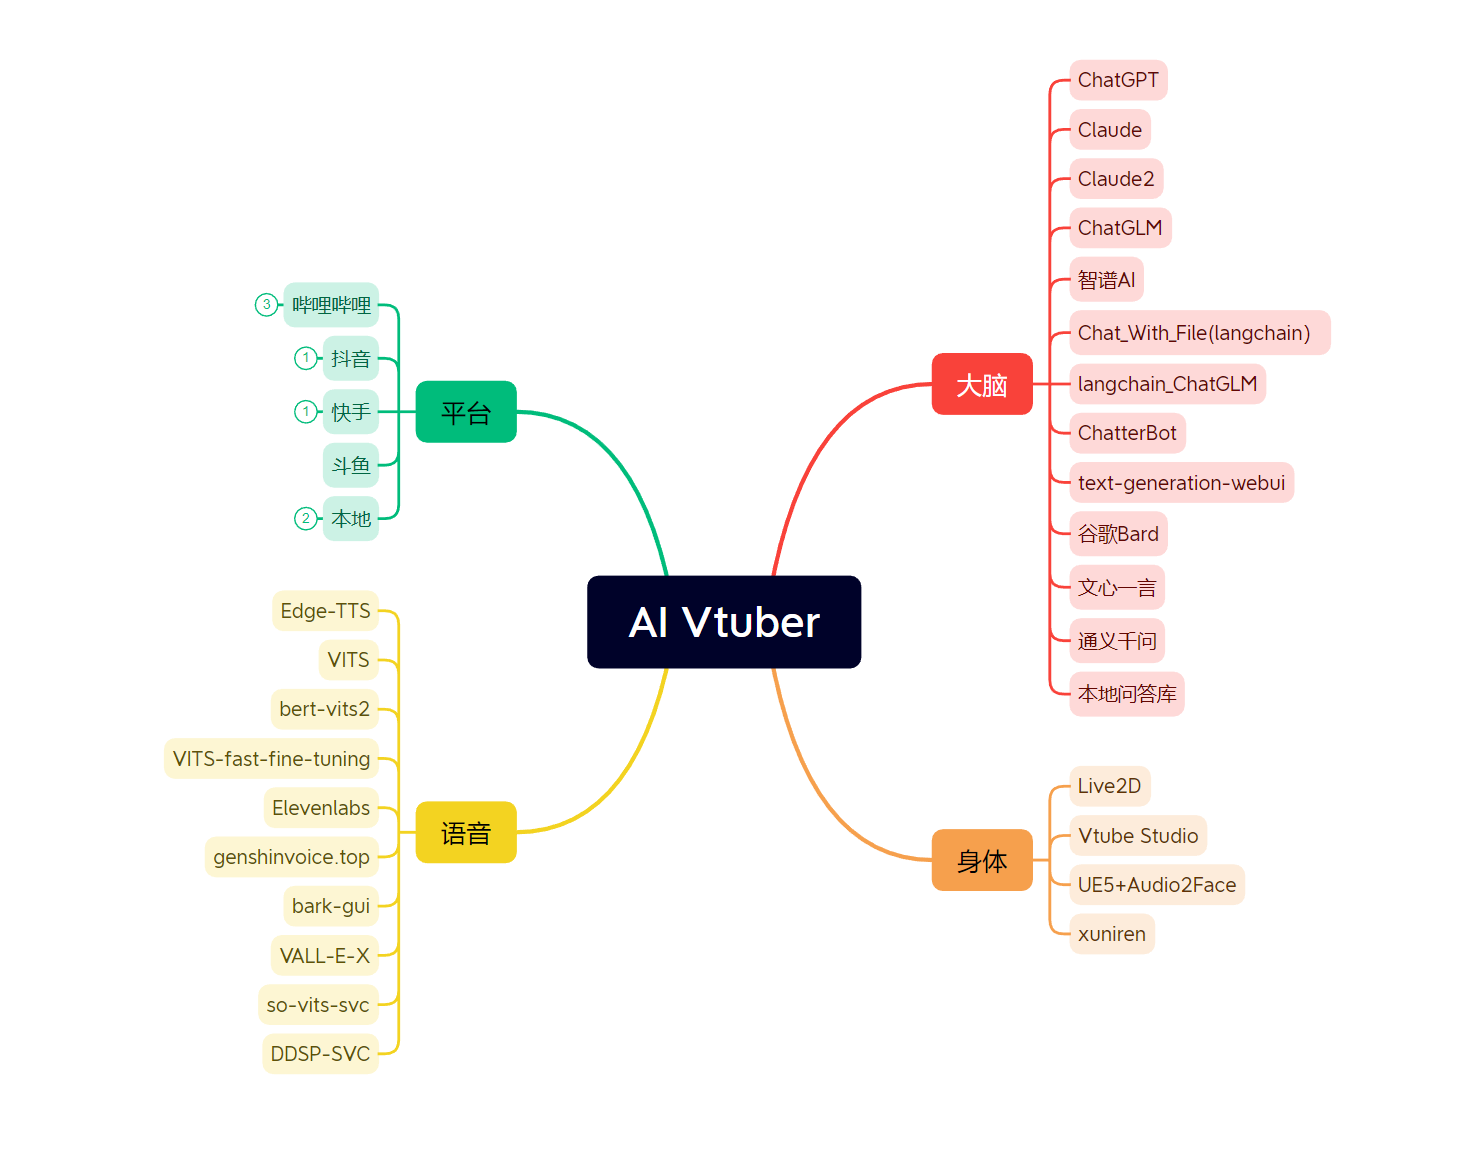 AI Vtuber
大脑
ChatGPT
Claude
Claude2
ChatGLM
智谱AI
Chat_With_File(langchain)
langchain_ChatGLM
ChatterBot
text-generation-webui
谷歌Bard
文心一言
通义千问
本地问答库
身体
Live2D
Vtube Studio
UE5+Audio2Face
xuniren
平台
哔哩哔哩
3
抖音
1
快手
1
斗鱼
本地
2
语音
Edge-TTS
VITS
bert-vits2
VITS-fast-fine-tuning
Elevenlabs
genshinvoice.top
bark-gui
VALL-E-X
so-vits-svc
DDSP-SVC